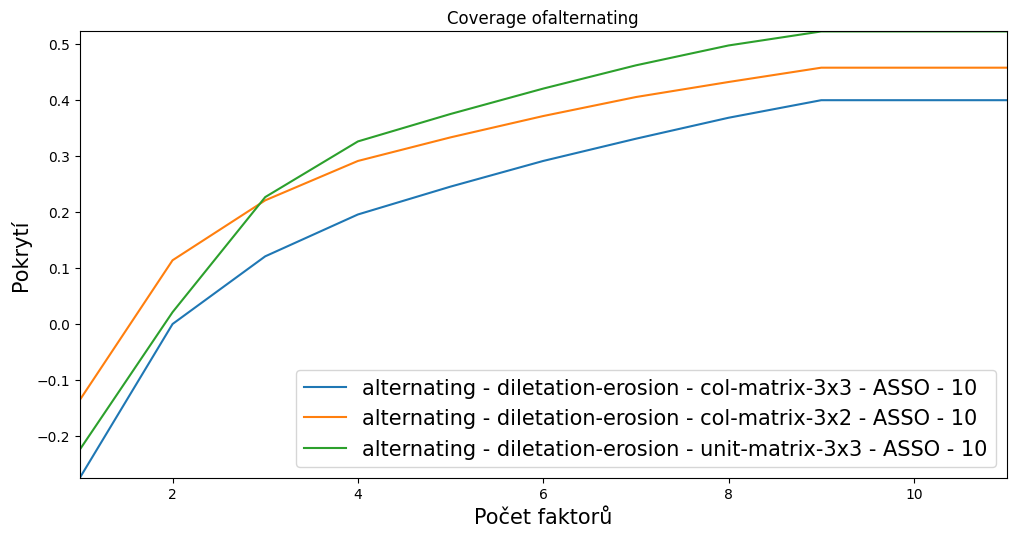 Coverage ofalternating
0.5
0.4
0.3
0.2
0.1
0.0
−0.1
−0.2
Pokrytí
alternating - diletation-erosion - col-matrix-3x3 - ASSO - 10
alternating - diletation-erosion - col-matrix-3x2 - ASSO - 10
alternating - diletation-erosion - unit-matrix-3x3 - ASSO - 10
2 4 6 8 10
Počet faktorů